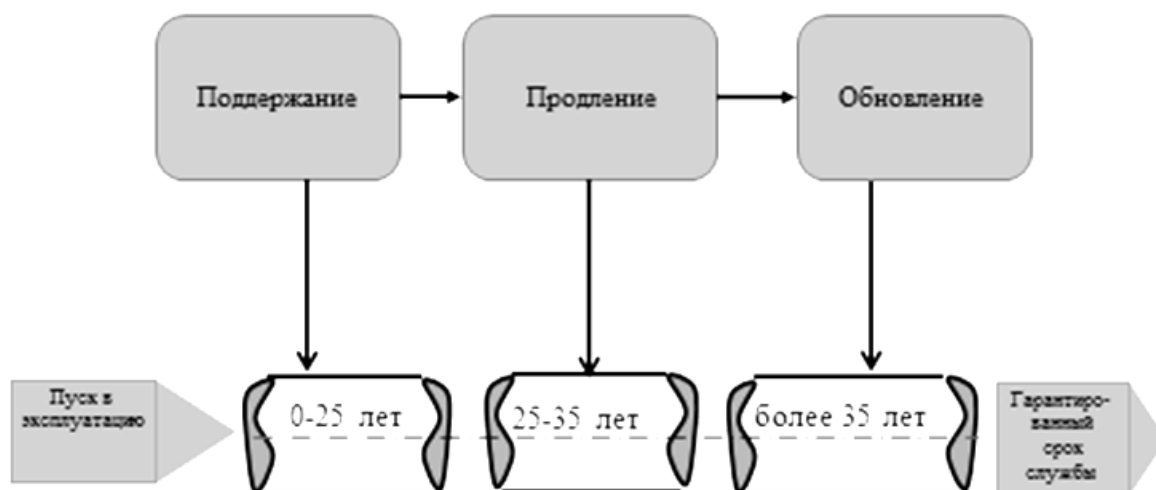 Поддержание
Продление
Обновление
Пуск в
эксплуатацию
0-25 лет
25-35 лет
более 35 лет
Гарантиро-
ванный
срок
службы